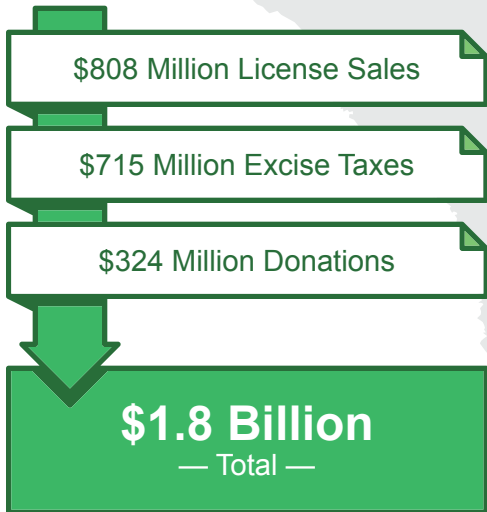 $808 Million License Sales
$715 Million Excise Taxes
$324 Million Donations
$1.8 Billion
— Total —